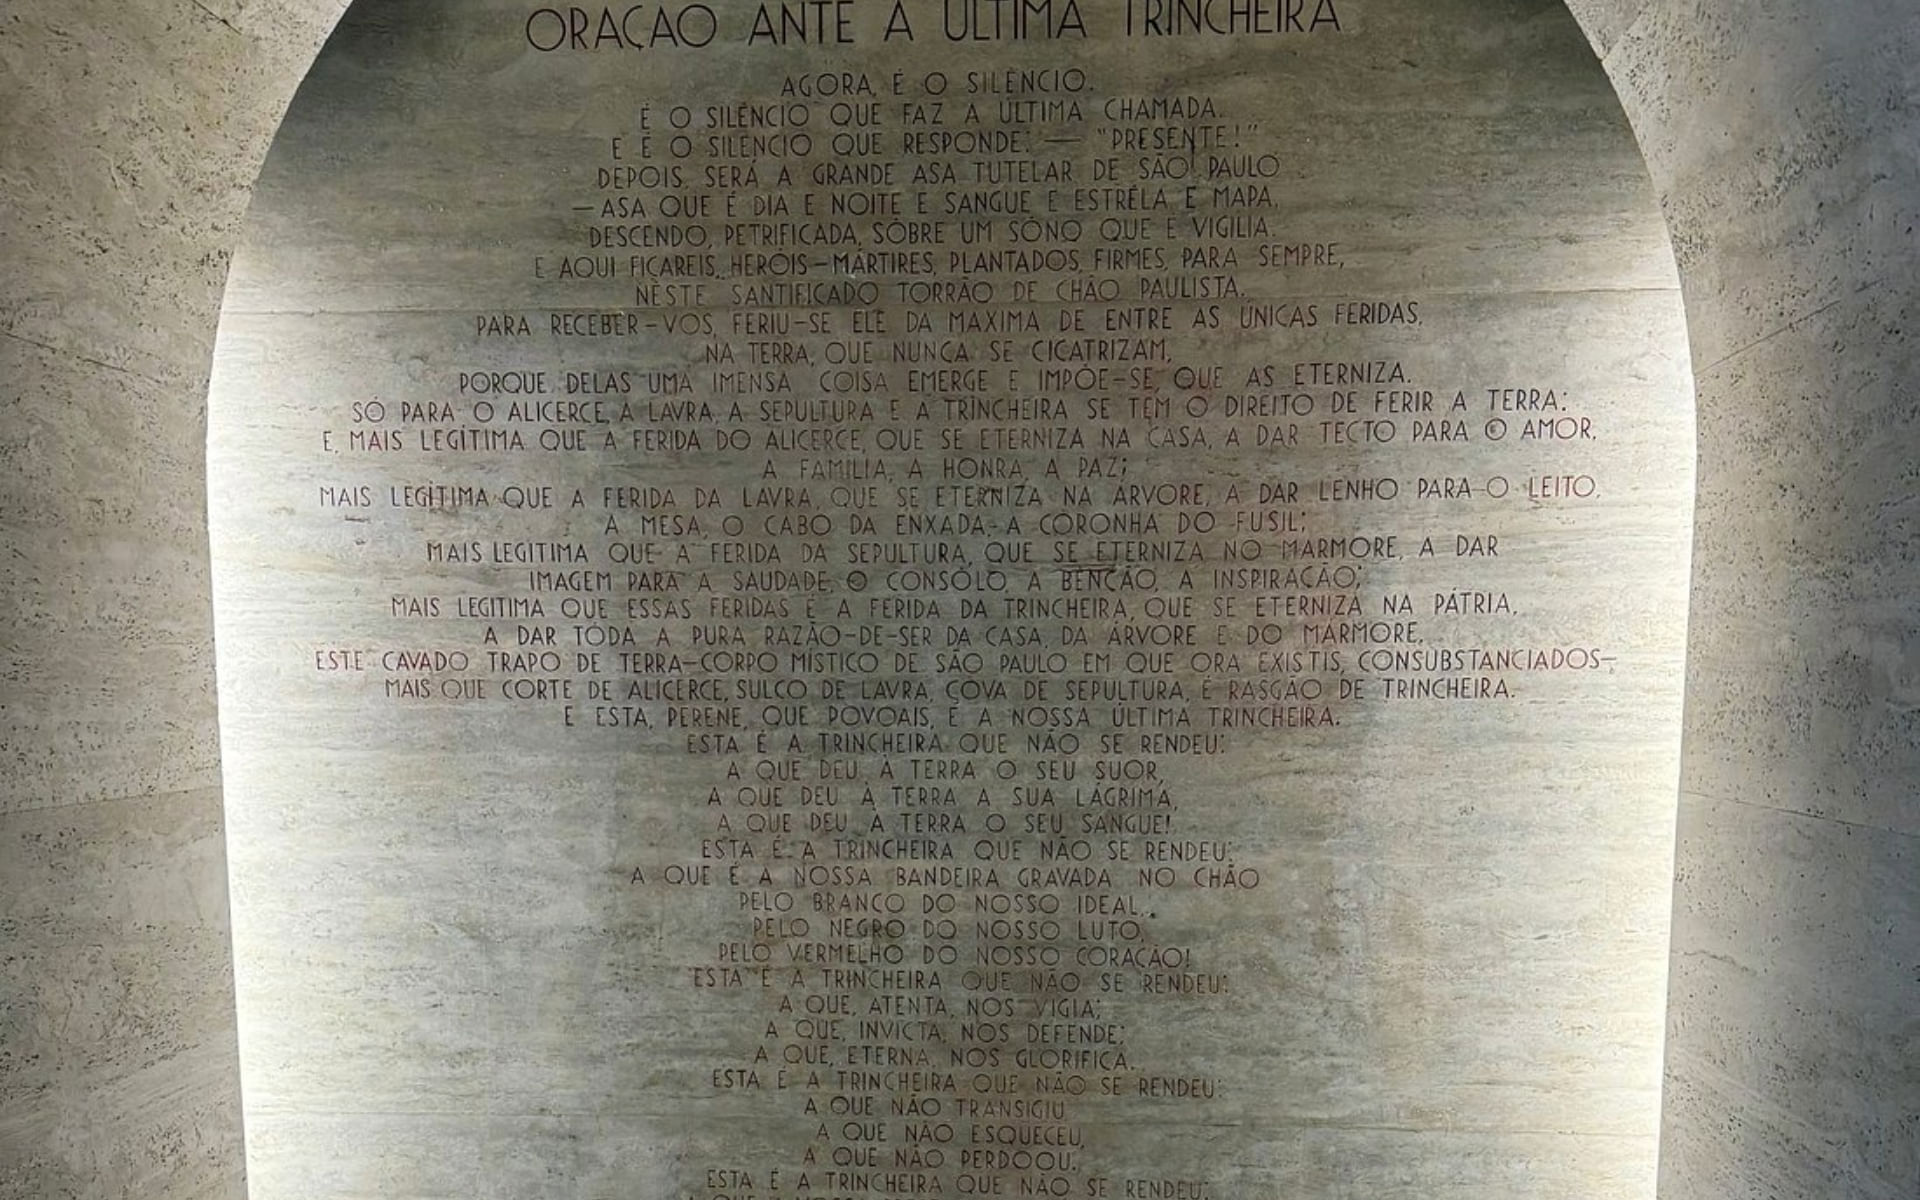 ORAÇÃO ANTE A ÚLTIMA TRINCHEIRA
AGORA, É O SILÊNCIO.
É O SILÊNCIO QUE FAZ A ÚLTIMA CHAMADA.
E É O SILÊNCIO QUE RESPONDE: — "PRESENTE!"
DEPOIS, SERÁ A GRANDE ASA TUTELAR DE SÃO PAULO
— ASA QUE É DIA E NOITE E SANGUE E ESTRÊLA E MAPA,
DESCENDO, PETRIFICADA, SÔBRE UM SÔNO QUE É VIGÍLIA.
E AQUI FICAREIS, HERÓIS-MÁRTIRES, PLANTADOS, FIRMES, PARA SEMPRE,
NESTE SANTIFICADO TORRÃO DE CHÃO PAULISTA.
PARA RECEBER-VOS, FERIU-SE ELE DA MAXIMA DE ENTRE AS ÚNICAS FERIDAS,
NA TERRA, QUE NUNCA SE CICATRIZAM,
PORQUE DELAS UMA IMENSA COISA EMERGE E IMPÕE-SE, QUE AS ETERNIZA.
SÓ PARA O ALICERCE, A LAVRA, A SEPULTURA E A TRINCHEIRA SE TEM O DIREITO DE FERIR A TERRA;
E, MAIS LEGÍTIMA QUE A FERIDA DO ALICERCE, QUE SE ETERNIZA NA CASA, A DAR TECTO PARA O AMOR,
A FAMILIA, A HONRA, A PAZ;
MAIS LEGÍTIMA QUE A FERIDA DA LAVRA, QUE SE ETERNIZA NA ÁRVORE, A DAR LENHO PARA O LEITO,
A MESA, O CABO DA ENXADA, A CORONHA DO FUSIL;
MAIS LEGITIMA QUE A FERIDA DA SEPULTURA, QUE SE ETERNIZA NO MARMORE, A DAR
IMAGEM PARA A SAUDADE, O CONSÔLO, A BENÇÃO, A INSPIRAÇÃO;
MAIS LEGITIMA QUE ESSAS FERIDAS É A FERIDA DA TRINCHEIRA, QUE SE ETERNIZA NA PÁTRIA,
A DAR TÔDA A PURA RAZÃO-DE-SER DA CASA, DA ÁRVORE E DO MÁRMORE.
ESTE CAVADO TRAPO DE TERRA-CORPO MÍSTICO DE SÃO PAULO EM QUE ORA EXISTIS, CONSUBSTANCIADOS-
MAIS QUE CORTE DE ALICERCE, SULCO DE LAVRA, COVA DE SEPULTURA, É RASGÃO DE TRINCHEIRA.
E ESTA, PERENE, QUE POVOAIS, É A NOSSA ÚLTIMA TRINCHEIRA.
ESTA É A TRINCHEIRA QUE NÃO SE RENDEU:
A QUE DEU À TERRA O SEU SUOR,
A QUE DEU À TERRA A SUA LÁGRIMA,
A QUE DEU À TERRA O SEU SANGUE!
ESTA É A TRINCHEIRA QUE NÃO SE RENDEU:
A QUE É A NOSSA BANDEIRA GRAVADA NO CHÃO
PELO BRANCO DO NOSSO IDEAL,
PELO NEGRO DO NOSSO LUTO,
PELO VERMELHO DO NOSSO CORAÇÃO!
ESTA É A TRINCHEIRA QUE NÃO SE RENDEU:
A QUE, ATENTA, NOS VIGIA;
A QUE, INVICTA, NOS DEFENDE;
A QUE, ETERNA, NOS GLORIFICA.
ESTA É A TRINCHEIRA QUE NÃO SE RENDEU:
A QUE NÃO TRANSIGIU,
A QUE NÃO ESQUECEU,
A QUE NÃO PERDOOU.
ESTA É A TRINCHEIRA QUE NÃO SE RENDEU: